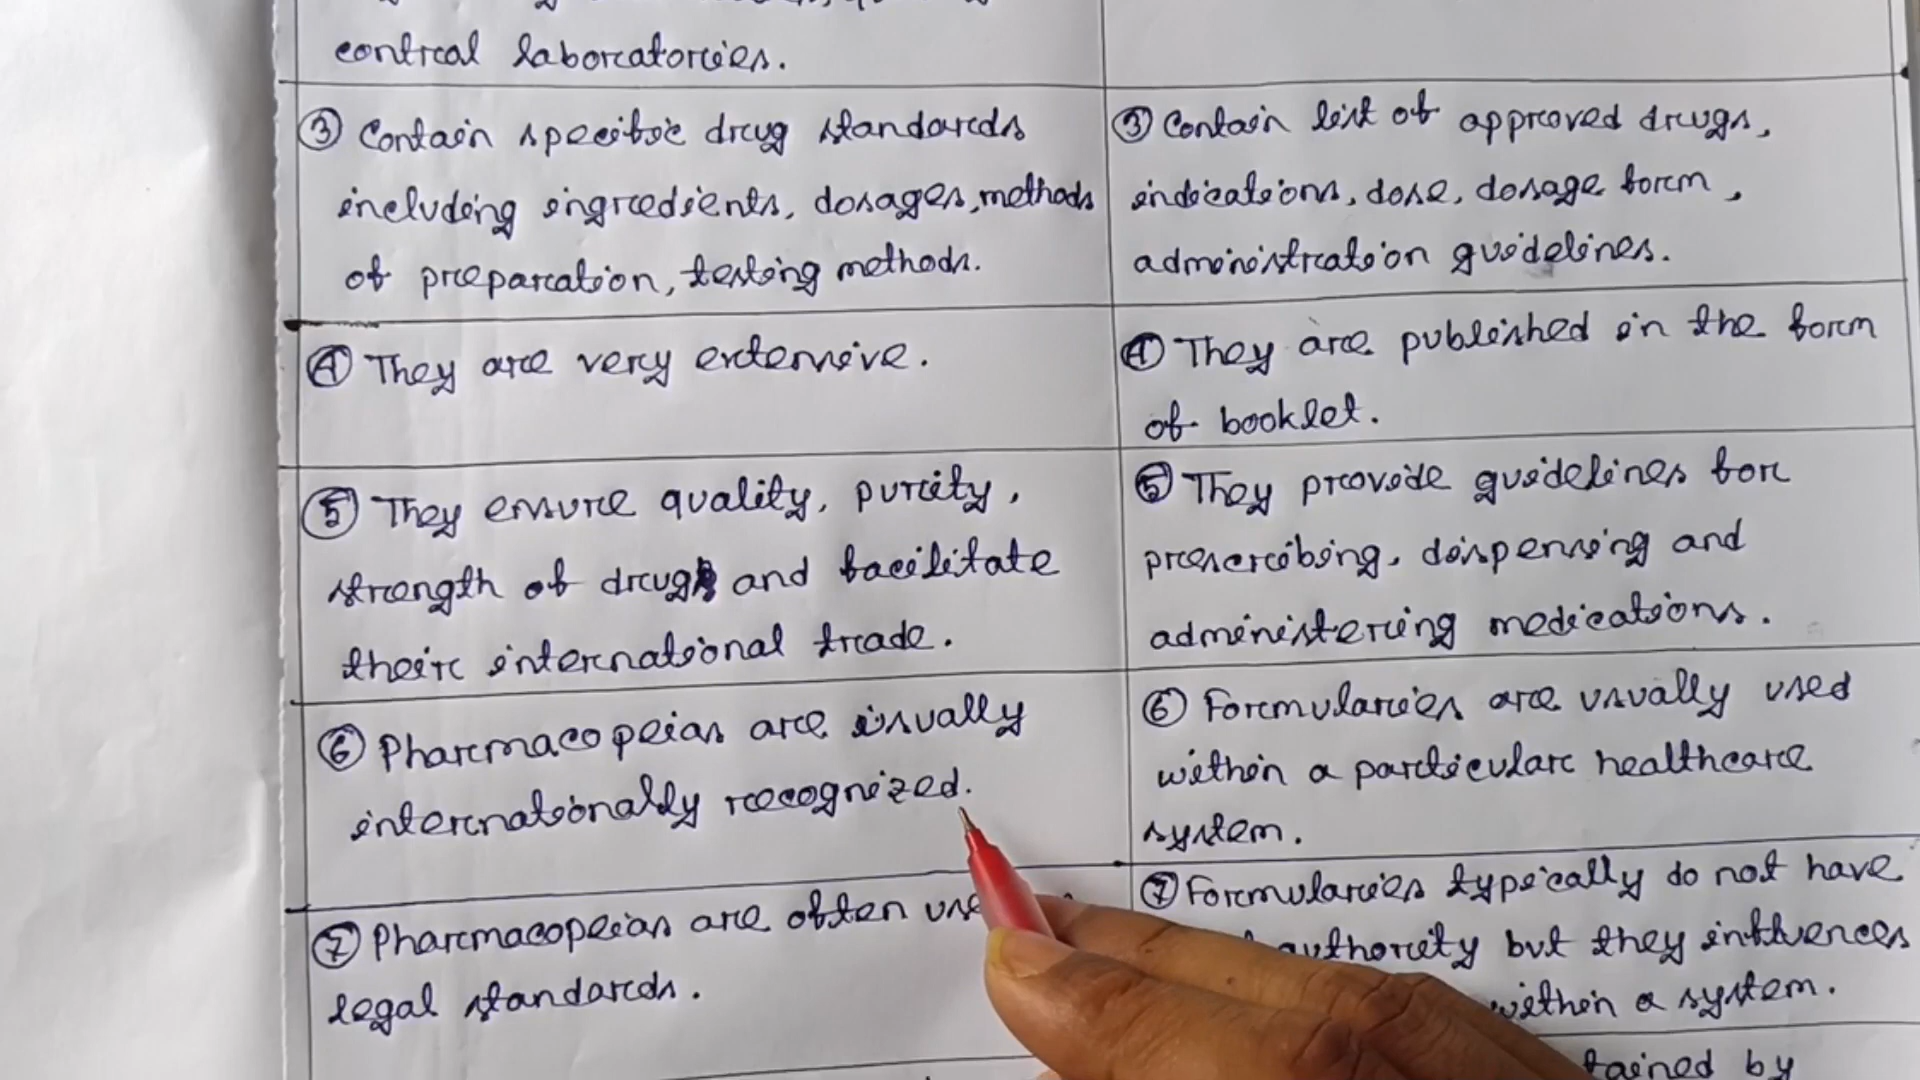 contral laboratories.
③ Contain specific drug standards
including ingredients, dosages, methods
of preparation, testing methods.
④ They are very extensive.
⑤ They ensure quality, purity,
strength of drugs and facilitate
their international trade.
⑥ Pharmacopeias are usually
internationally recognized.
⑦ Pharmacopeias are often
legal standards.
③ Contain list of approved drugs,
indications, dose, dosage form,
administration guidelines.
④ They are published in the form
of booklet.
⑤ They provide guidelines for
prescribing, dispensing and
administering medications.
⑥ Formularies are usually used
within a particular healthcare
system.
⑦ Formularies typically do not have
authority but they influences
within a system.
by